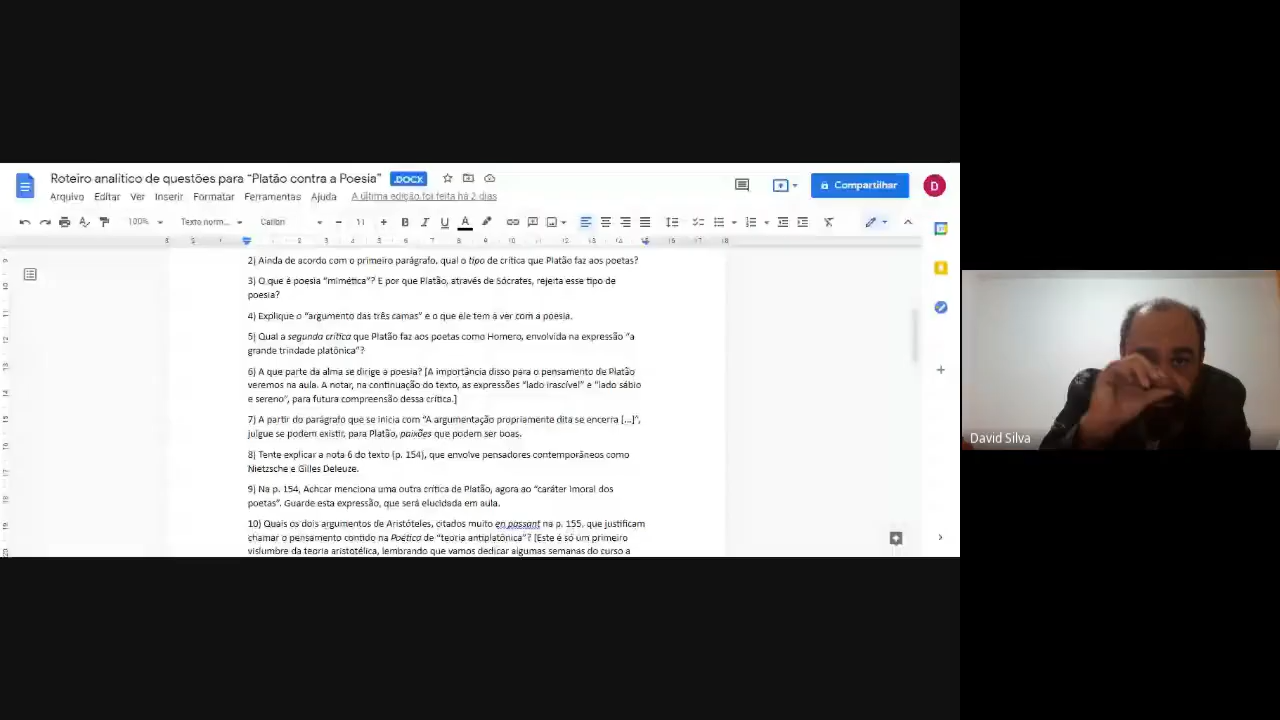 Roteiro analítico de questões para “Platão contra a Poesia” .DOCX
Arquivo Editar Ver Inserir Formatar Ferramentas Ajuda A última edição foi feita há 2 dias
Compartilhar
D
100% Texto norm... Calibri 11
2) Ainda de acordo com o primeiro parágrafo, qual o tipo de crítica que Platão faz aos poetas?
3) O que é poesia “mimética”? E por que Platão, através de Sócrates, rejeita esse tipo de
poesia?
4) Explique o “argumento das três camas” e o que ele tem a ver com a poesia.
5) Qual a segunda crítica que Platão faz aos poetas como Homero, envolvida na expressão “a
grande trindade platônica”?
6) A que parte da alma se dirige a poesia? [A importância disso para o pensamento de Platão
veremos na aula. A notar, na continuação do texto, as expressões “lado irascível” e “lado sábio
e sereno”, para futura compreensão dessa crítica.]
7) A partir do parágrafo que se inicia com “A argumentação propriamente dita se encerra [...]”,
julgue se podem existir, para Platão, paixões que podem ser boas.
8) Tente explicar a nota 6 do texto (p. 154), que envolve pensadores contemporâneos como
Nietzsche e Gilles Deleuze.
9) Na p. 154, Achcar menciona uma outra crítica de Platão, agora ao “caráter imoral dos
poetas”. Guarde esta expressão, que será elucidada em aula.
10) Quais os dois argumentos de Aristóteles, citados muito en passant na p. 155, que justificam
chamar o pensamento contido na Poética de “teoria antiplatônica”? [Este é só um primeiro
vislumbre da teoria aristotélica, lembrando que vamos dedicar algumas semanas do curso a
David Silva